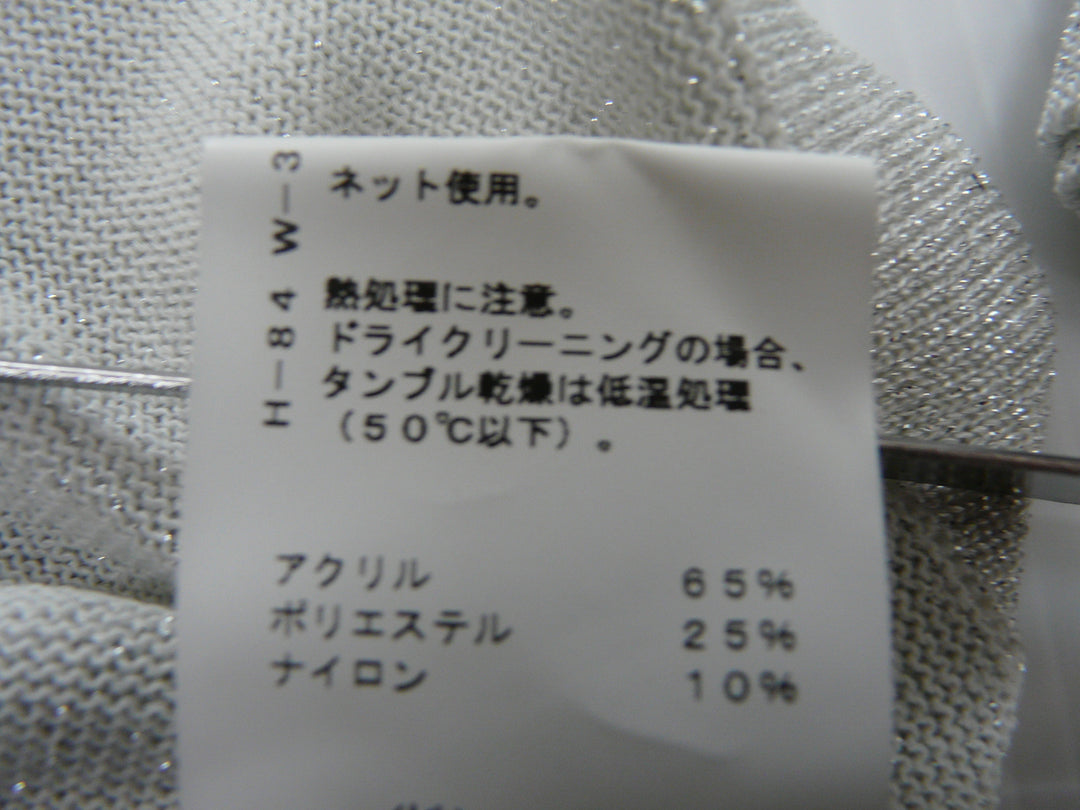 ネット使用。
熱処理に注意。
ドライクリーニングの場合、
タンブル乾燥は低温処理
（５０℃以下）。
H－84 W－3
アクリル ６５％
ポリエステル ２５％
ナイロン １０％